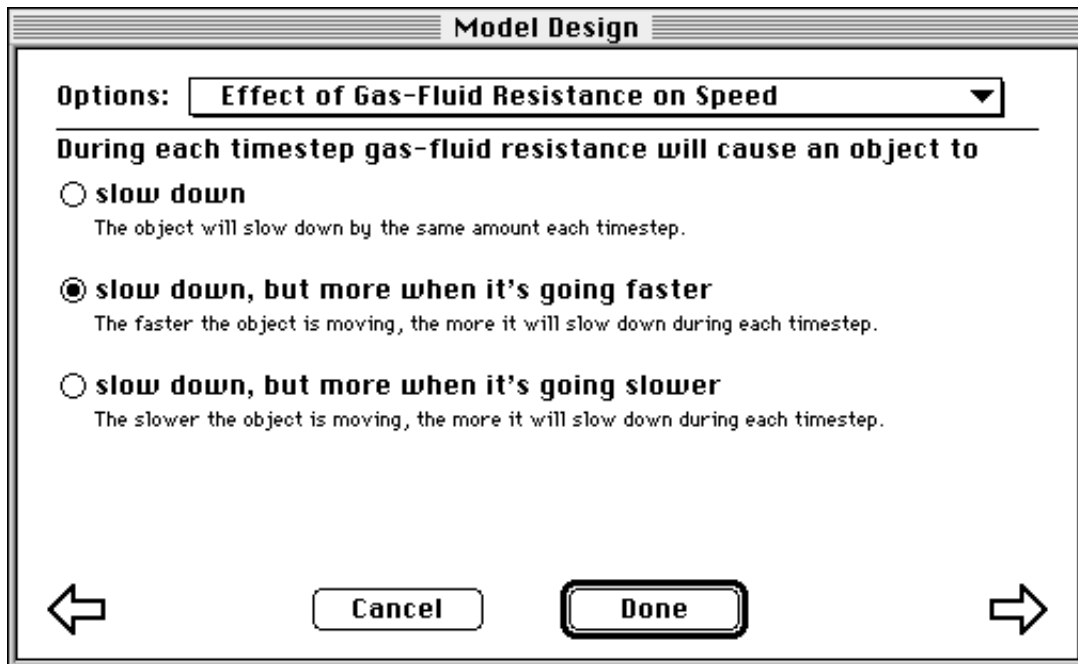 Model Design
Options: Effect of Gas-Fluid Resistance on Speed
During each timestep gas-fluid resistance will cause an object to
slow down
The object will slow down by the same amount each timestep.
slow down, but more when it's going faster
The faster the object is moving, the more it will slow down during each timestep.
slow down, but more when it's going slower
The slower the object is moving, the more it will slow down during each timestep.
Cancel Done